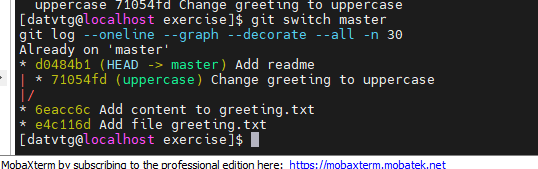 uppercase 71054fd Change greeting to uppercase
[datvtg@localhost exercise]$ git switch master
git log --oneline --graph --decorate --all -n 30
Already on 'master'
* d0484b1 (HEAD -> master) Add readme
| * 71054fd (uppercase) Change greeting to uppercase
|/
* 6eacc6c Add content to greeting.txt
* e4c116d Add file greeting.txt
[datvtg@localhost exercise]$
MobaXterm by subscribing to the professional edition here: https://mobaxterm.mobatek.net